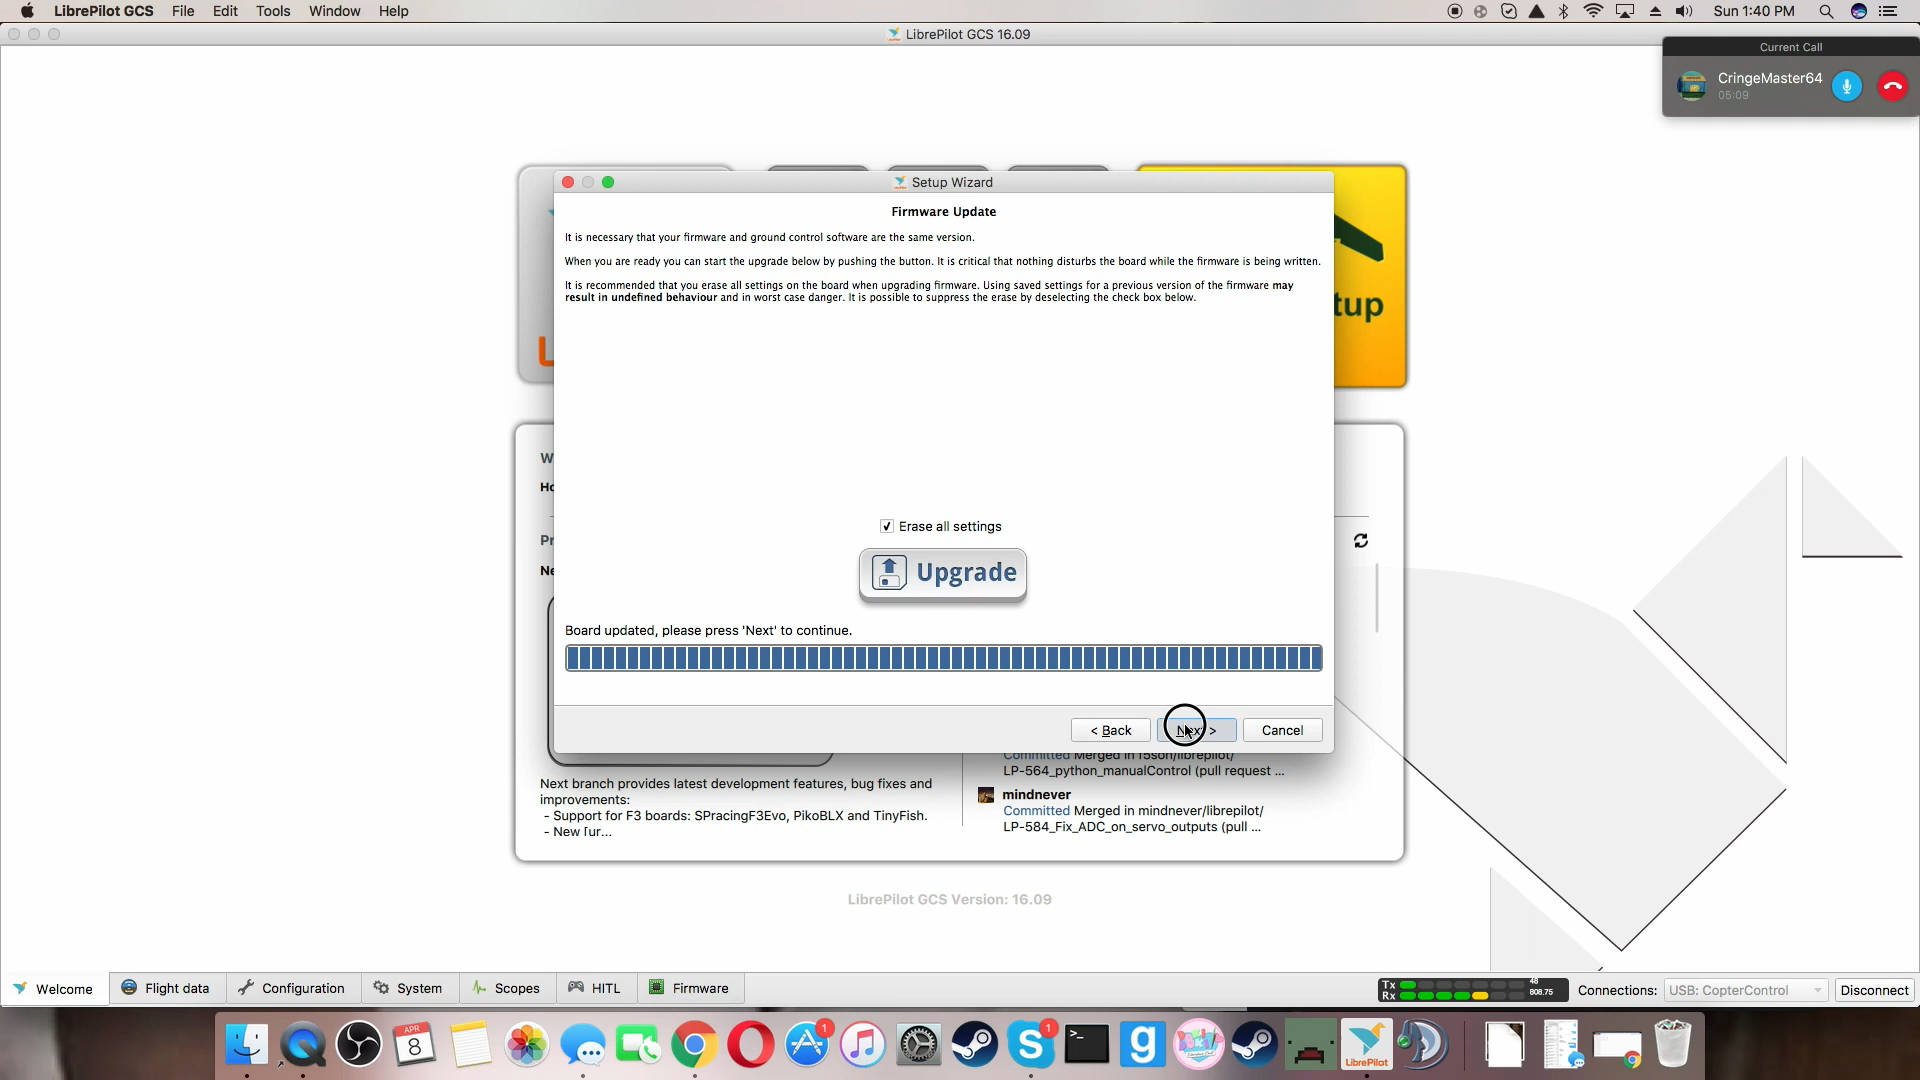 LibrePilot GCS File Edit Tools Window Help Sun 1:40 PM
LibrePilot GCS 16.09
Current Call
CringeMaster64
05:09
Setup Wizard
Firmware Update
It is necessary that your firmware and ground control software are the same version.
When you are ready you can start the upgrade below by pushing the button. It is critical that nothing disturbs the board while the firmware is being written.
It is recommended that you erase all settings on the board when upgrading firmware. Using saved settings for a previous version of the firmware may
result in undefined behaviour and in worst case danger. It is possible to suppress the erase by deselecting the check box below.
tup
Erase all settings
Upgrade
Board updated, please press 'Next' to continue.
< Back Next > Cancel
Committed Merged in
LP-564_python_manualControl (pull request ...
mindnever
Committed Merged in mindnever/librepilot/
LP-584_Fix_ADC_on_servo_outputs (pull ...
Next branch provides latest development features, bug fixes and
improvements:
- Support for F3 boards: SPracingF3Evo, PikoBLX and TinyFish.
- New fur...
LibrePilot GCS Version: 16.09
Welcome Flight data Configuration System Scopes HITL Firmware
Tx 48
Rx 808.75
Connections: USB: CopterControl Disconnect
APR
8
1
1
LibrePilot